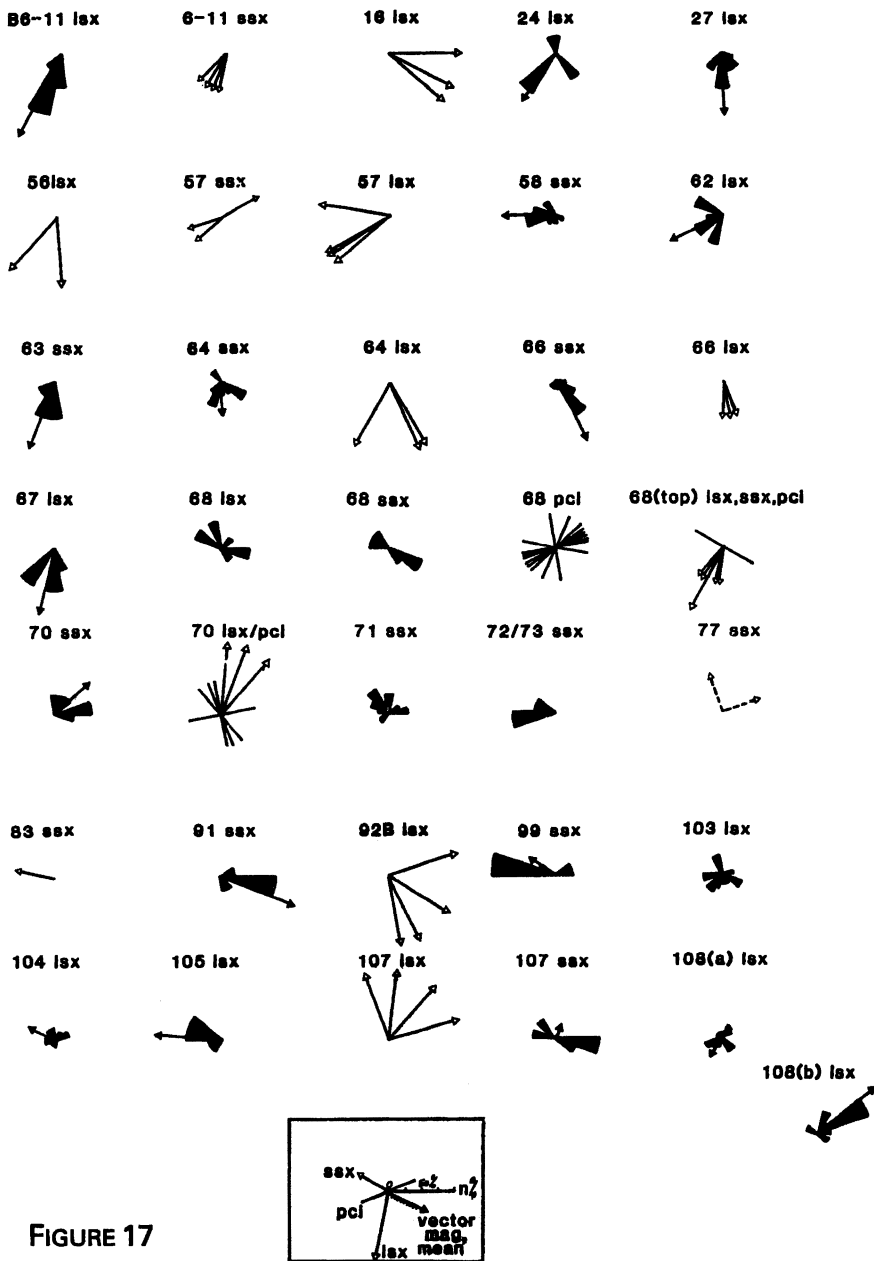 B6-11 lsx 6-11 ssx 16 lsx 24 lsx 27 lsx
56lsx 57 ssx 57 lsx 58 ssx 62 lsx
63 ssx 64 ssx 64 lsx 66 ssx 66 lsx
67 lsx 68 lsx 68 ssx 68 pcl 68(top) lsx,ssx,pcl
70 ssx 70 lsx/pcl 71 ssx 72/73 ssx 77 ssx
83 ssx 91 ssx 92B lsx 99 ssx 103 lsx
104 lsx 105 lsx 107 lsx 107 ssx 108(a) lsx
108(b) lsx
ssx
pcl
vector
mag,
mean
lsx
FIGURE 17